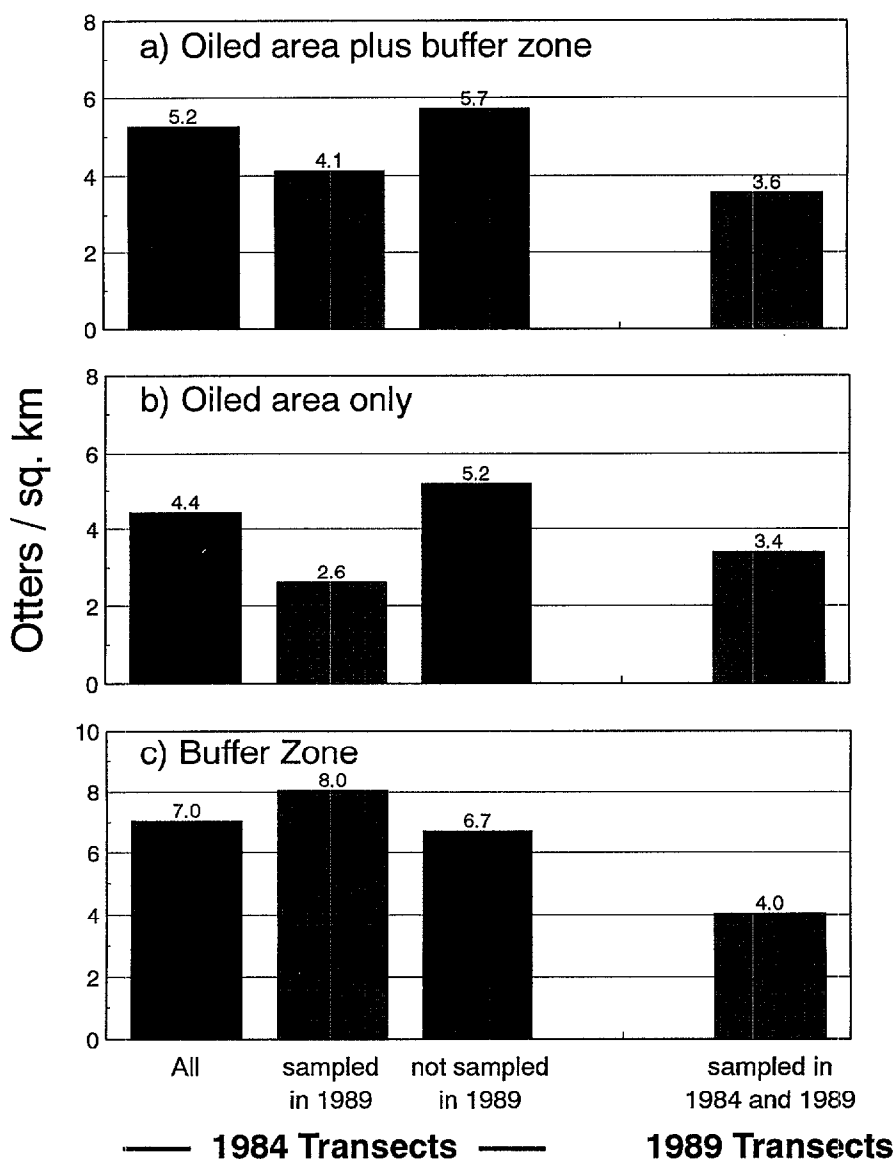 Otters / sq. km
a) Oiled area plus buffer zone
8
6
4
2
0
5.2
4.1
5.7
3.6
b) Oiled area only
8
6
4
2
0
4.4
2.6
5.2
3.4
c) Buffer Zone
10
8
6
4
2
0
7.0
8.0
6.7
4.0
All
sampled
in 1989
not sampled
in 1989
sampled in
1984 and 1989
1984 Transects
1989 Transects